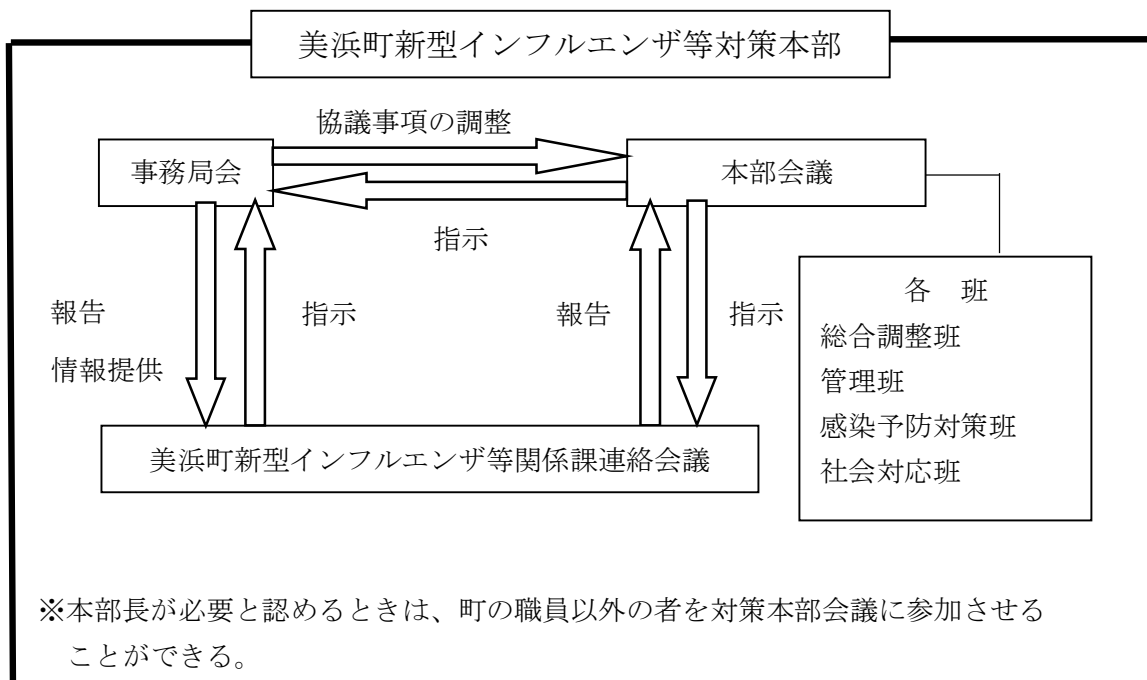 美浜町新型インフルエンザ等対策本部
協議事項の調整
事務局会
本部会議
指示
各　班
総合調整班
管理班
感染予防対策班
社会対応班
報告
情報提供
指示
報告
指示
美浜町新型インフルエンザ等関係課連絡会議
※本部長が必要と認めるときは、町の職員以外の者を対策本部会議に参加させる
ことができる。